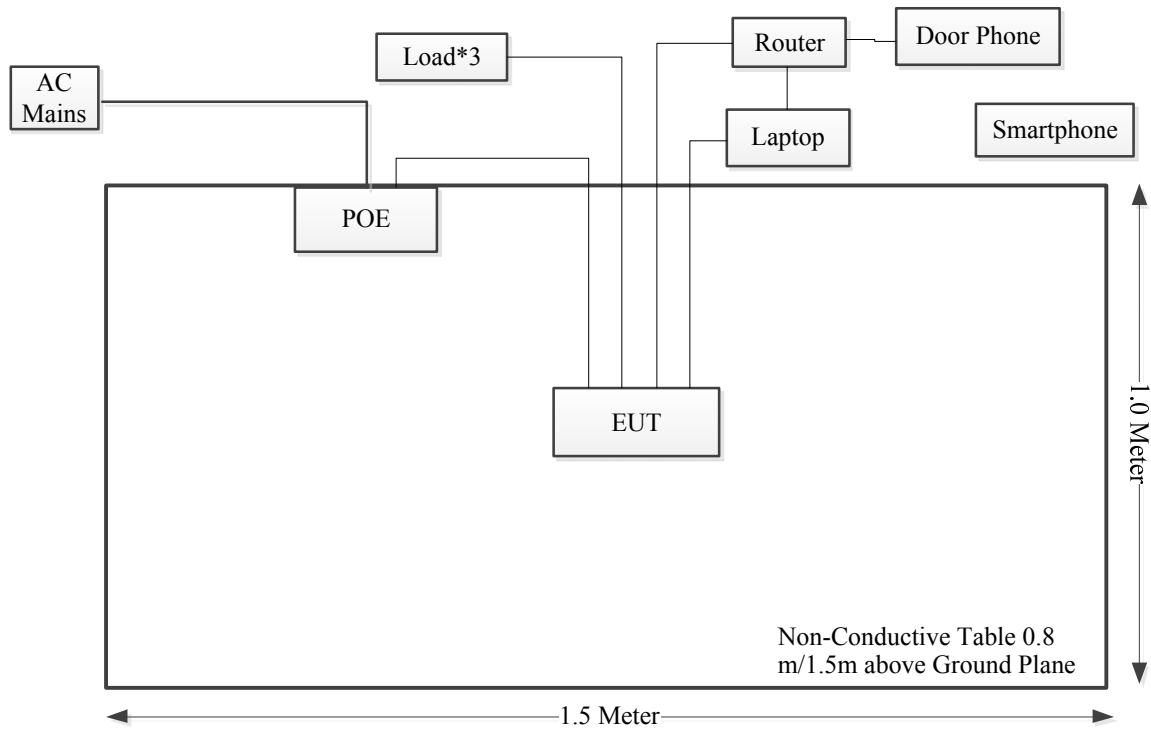 Router
Door Phone
Load*3
AC
Mains
Smartphone
Laptop
POE
EUT
1.0 Meter
Non-Conductive Table 0.8
m/1.5m above Ground Plane
1.5 Meter